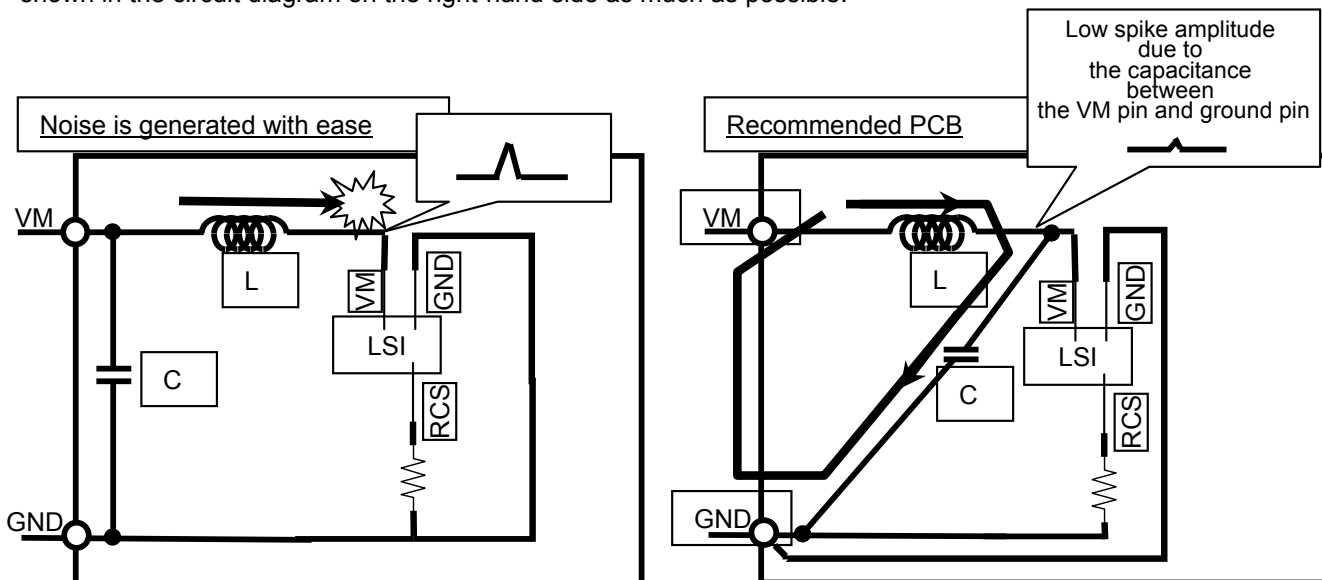 shown in the circuit diagram on the right-hand side as much as possible.
Noise is generated with ease
VM
L
VM
GND
LSI
C
RCS
GND
Low spike amplitude
due to
the capacitance
between
the VM pin and ground pin
Recommended PCB
VM
L
VM
GND
LSI
C
RCS
GND